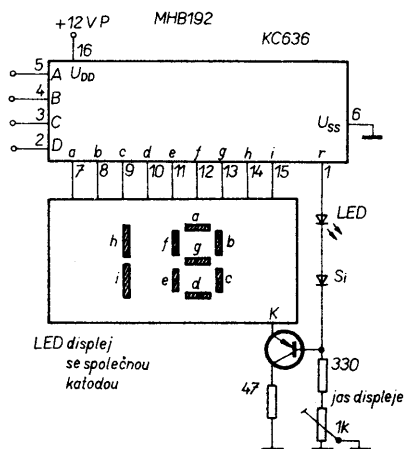 MHB192
KC636
+12 V P
16
U_DD
5 A
4 B
3 C
2 D
U_SS 6
a b c d e f g h i r
7 8 9 10 11 12 13 14 15 1
a
h f b
g
i e c
d
LED
Si
K
LED displej
se společnou
katodou
47
330
jas displeje
1k